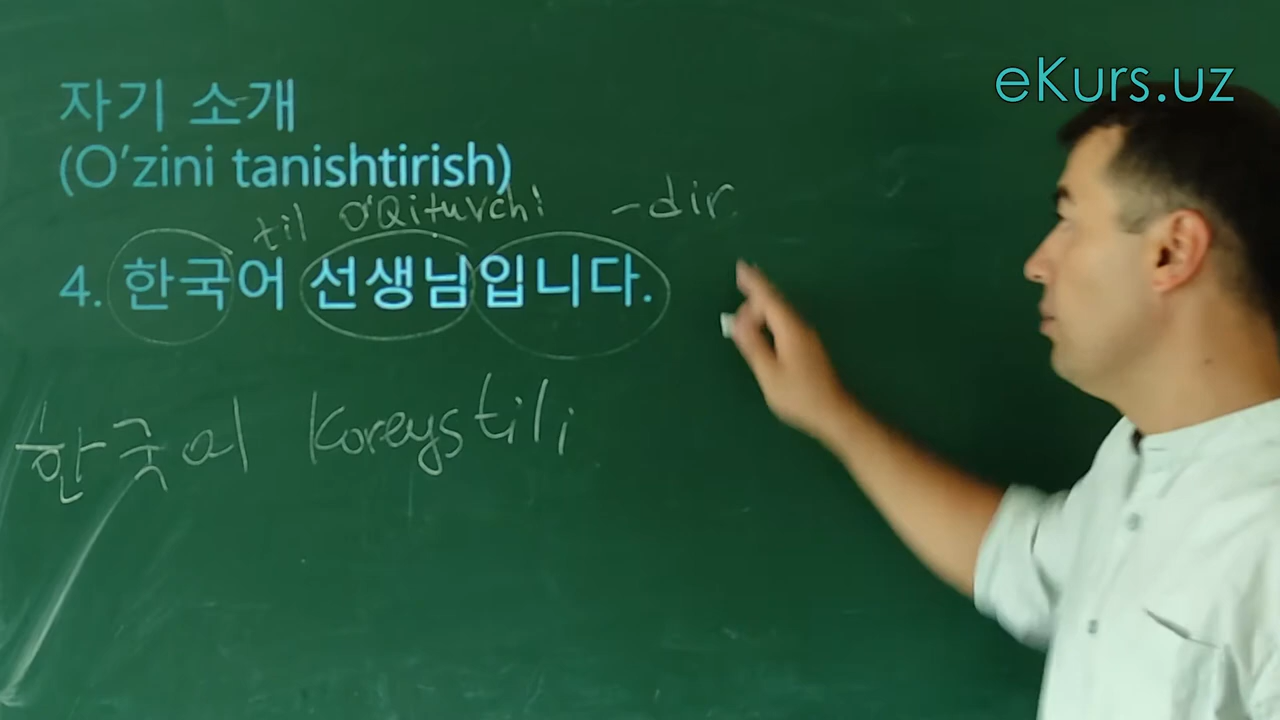 eKurs.uz
자기 소개
(O'zini tanishtirish)
til O'Qituvchi -dir.
4. 한국어 선생님입니다.
한국어 Koreys tili